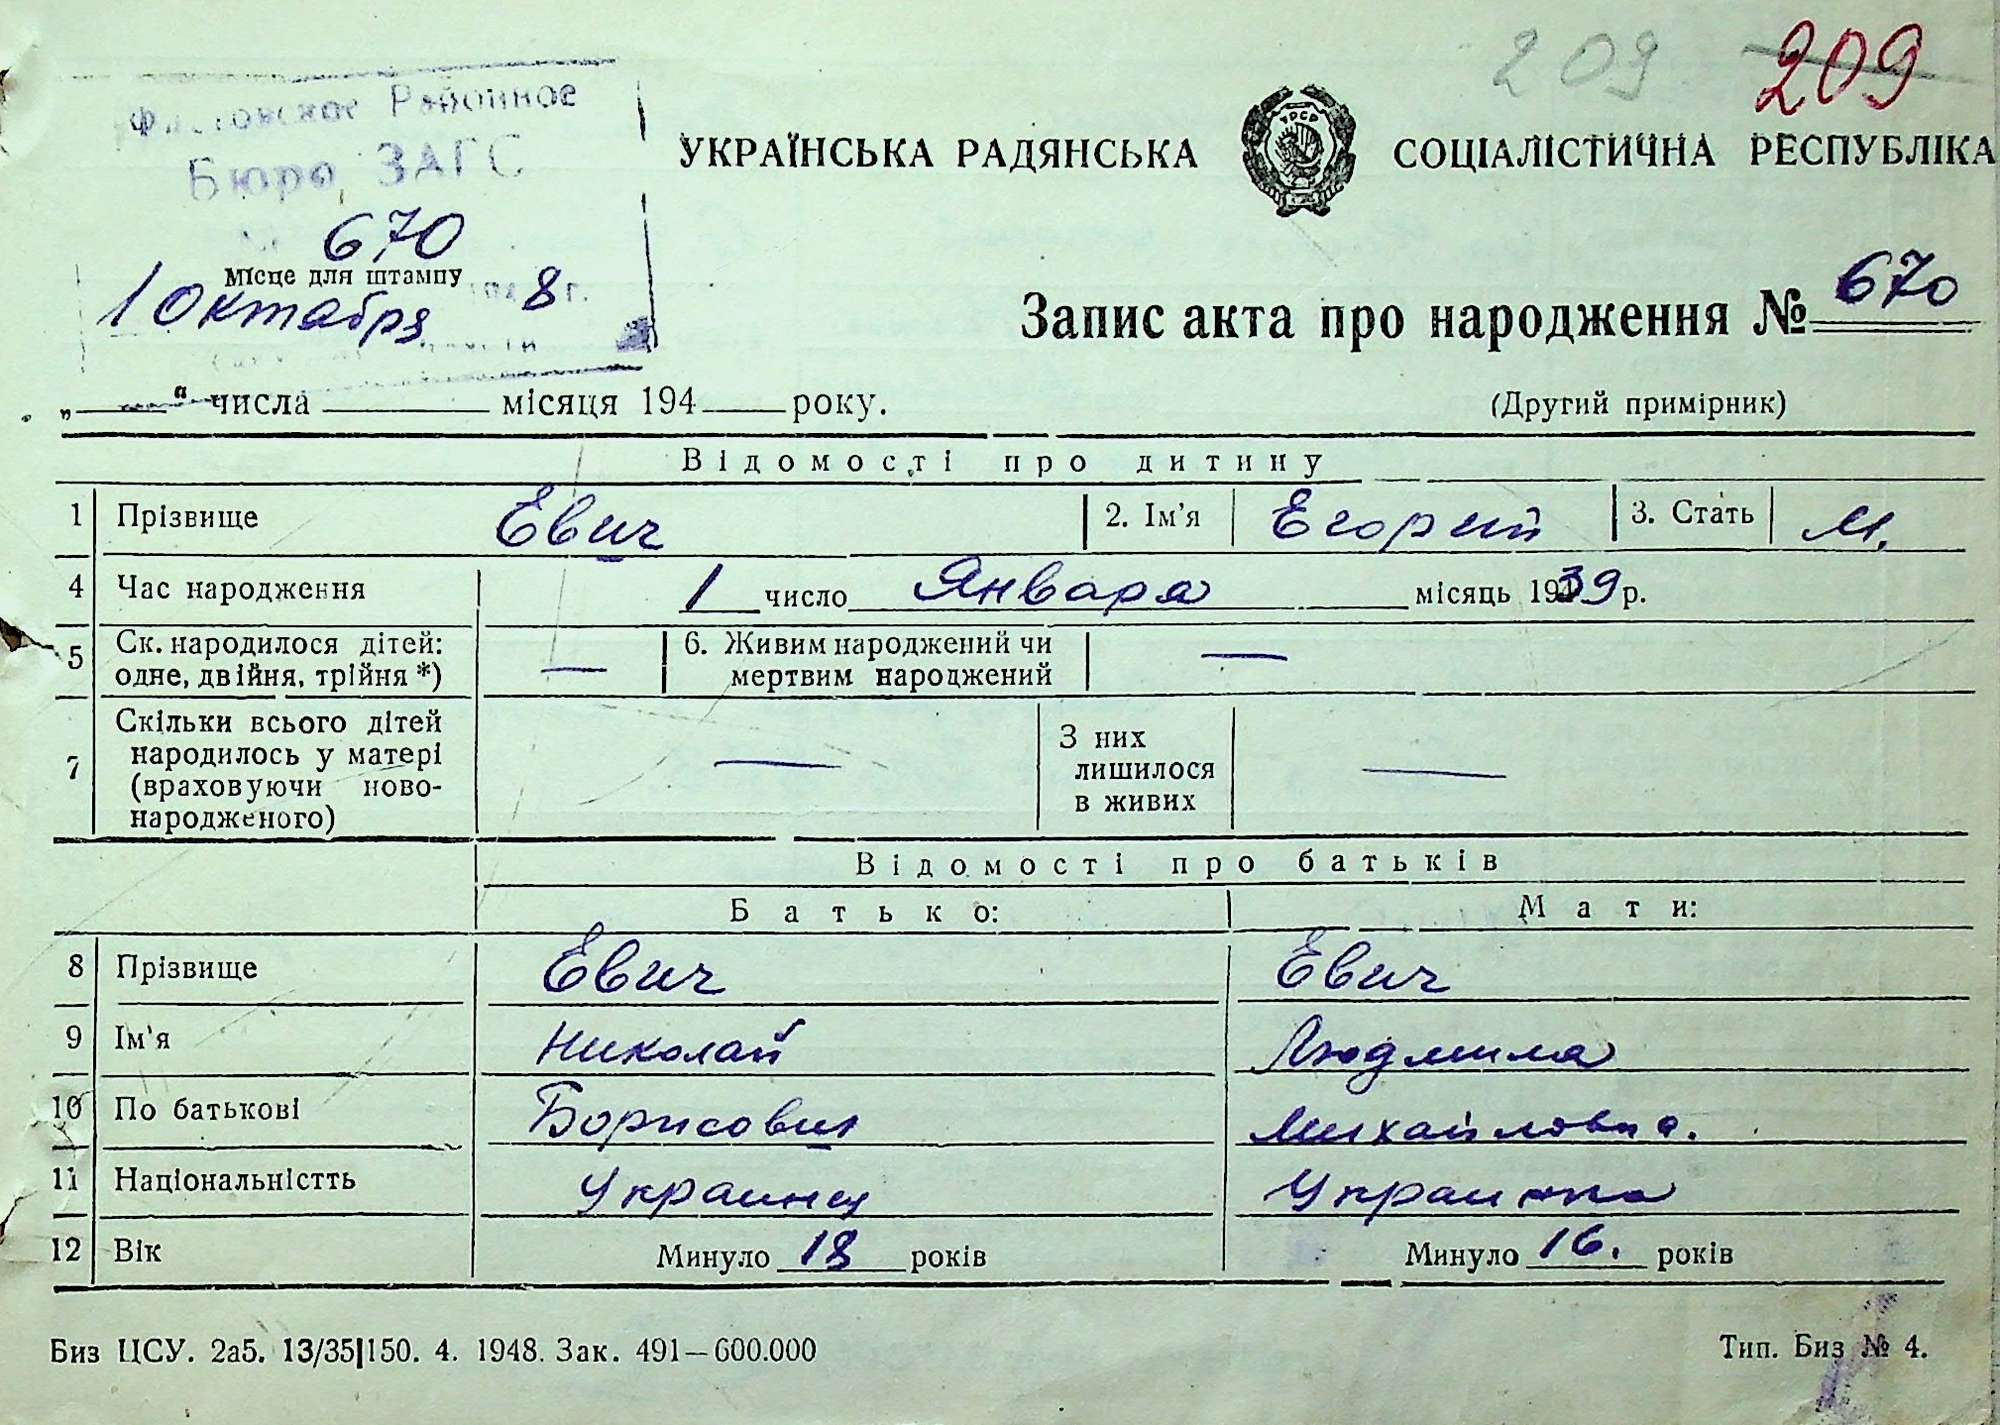 209 209
Районное
Бюро ЗАГС
УКРАЇНСЬКА РАДЯНСЬКА СОЦІАЛІСТИЧНА РЕСПУБЛІКА
УРСР
670
Місце для штампу
1 Октября 8 г.
Запис акта про народження № 670
„ “ числа місяця 194 року.
(Другий примірник)
Відомості про дитину
1 Прізвище Евич 2. Ім'я Егорий 3. Стать м.
4 Час народження 1 число Января місяць 1939 р.
5 Ск. народилося дітей: одне, двійня, трійня *) — 6. Живим народжений чи мертвим народжений —
7 Скільки всього дітей народилось у матері (враховуючи ново-народженого) — З них лишилося в живих —
Відомості про батьків
Батько: Мати:
8 Прізвище Евич Евич
9 Ім'я Николай Людмила
10 По батькові Борисович Михайловна.
11 Національністть Украинец Украинка
12 Вік Минуло 18 років Минуло 16. років
Биз ЦСУ. 2а5. 13/35|150. 4. 1948. Зак. 491—600.000 Тип. Биз № 4.